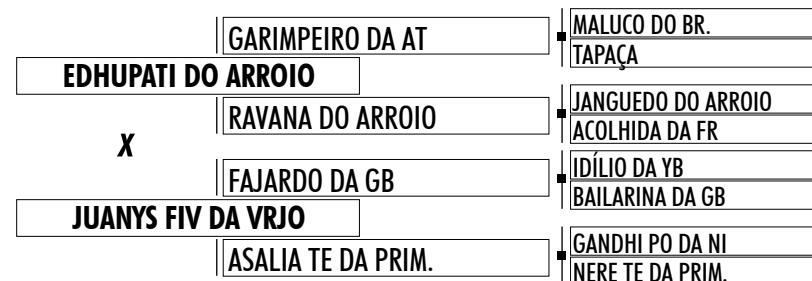 GARIMPEIRO DA AT
MALUCO DO BR.
TAPAÇA
EDHUPATI DO ARROIO
RAVANA DO ARROIO
JANGUEDO DO ARROIO
ACOLHIDA DA FR
X
FAJARDO DA GB
IDÍLIO DA YB
BAILARINA DA GB
JUANYS FIV DA VRJO
ASALIA TE DA PRIM.
GANDHI PO DA NI
NERE TE DA PRIM.